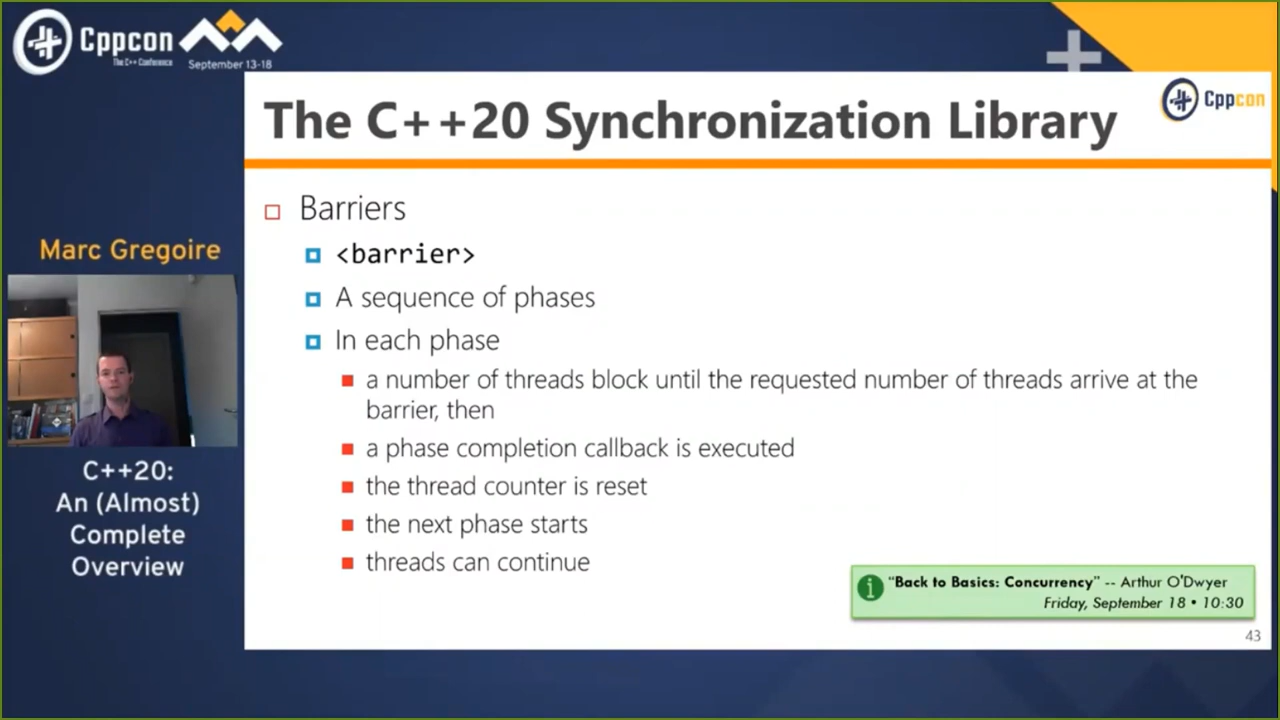 Cppcon
The C++ Conference
September 13-18
The C++20 Synchronization Library
Cppcon
Barriers
<barrier>
A sequence of phases
In each phase
a number of threads block until the requested number of threads arrive at the
barrier, then
a phase completion callback is executed
the thread counter is reset
the next phase starts
threads can continue
Marc Gregoire
C++20:
An (Almost)
Complete
Overview
"Back to Basics: Concurrency" -- Arthur O'Dwyer
Friday, September 18 • 10:30
43